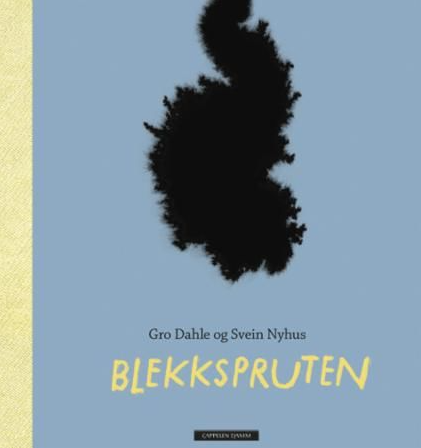 Gro Dahle og Svein Nyhus
BLEKKSPRUTEN
CAPPELEN DAMM